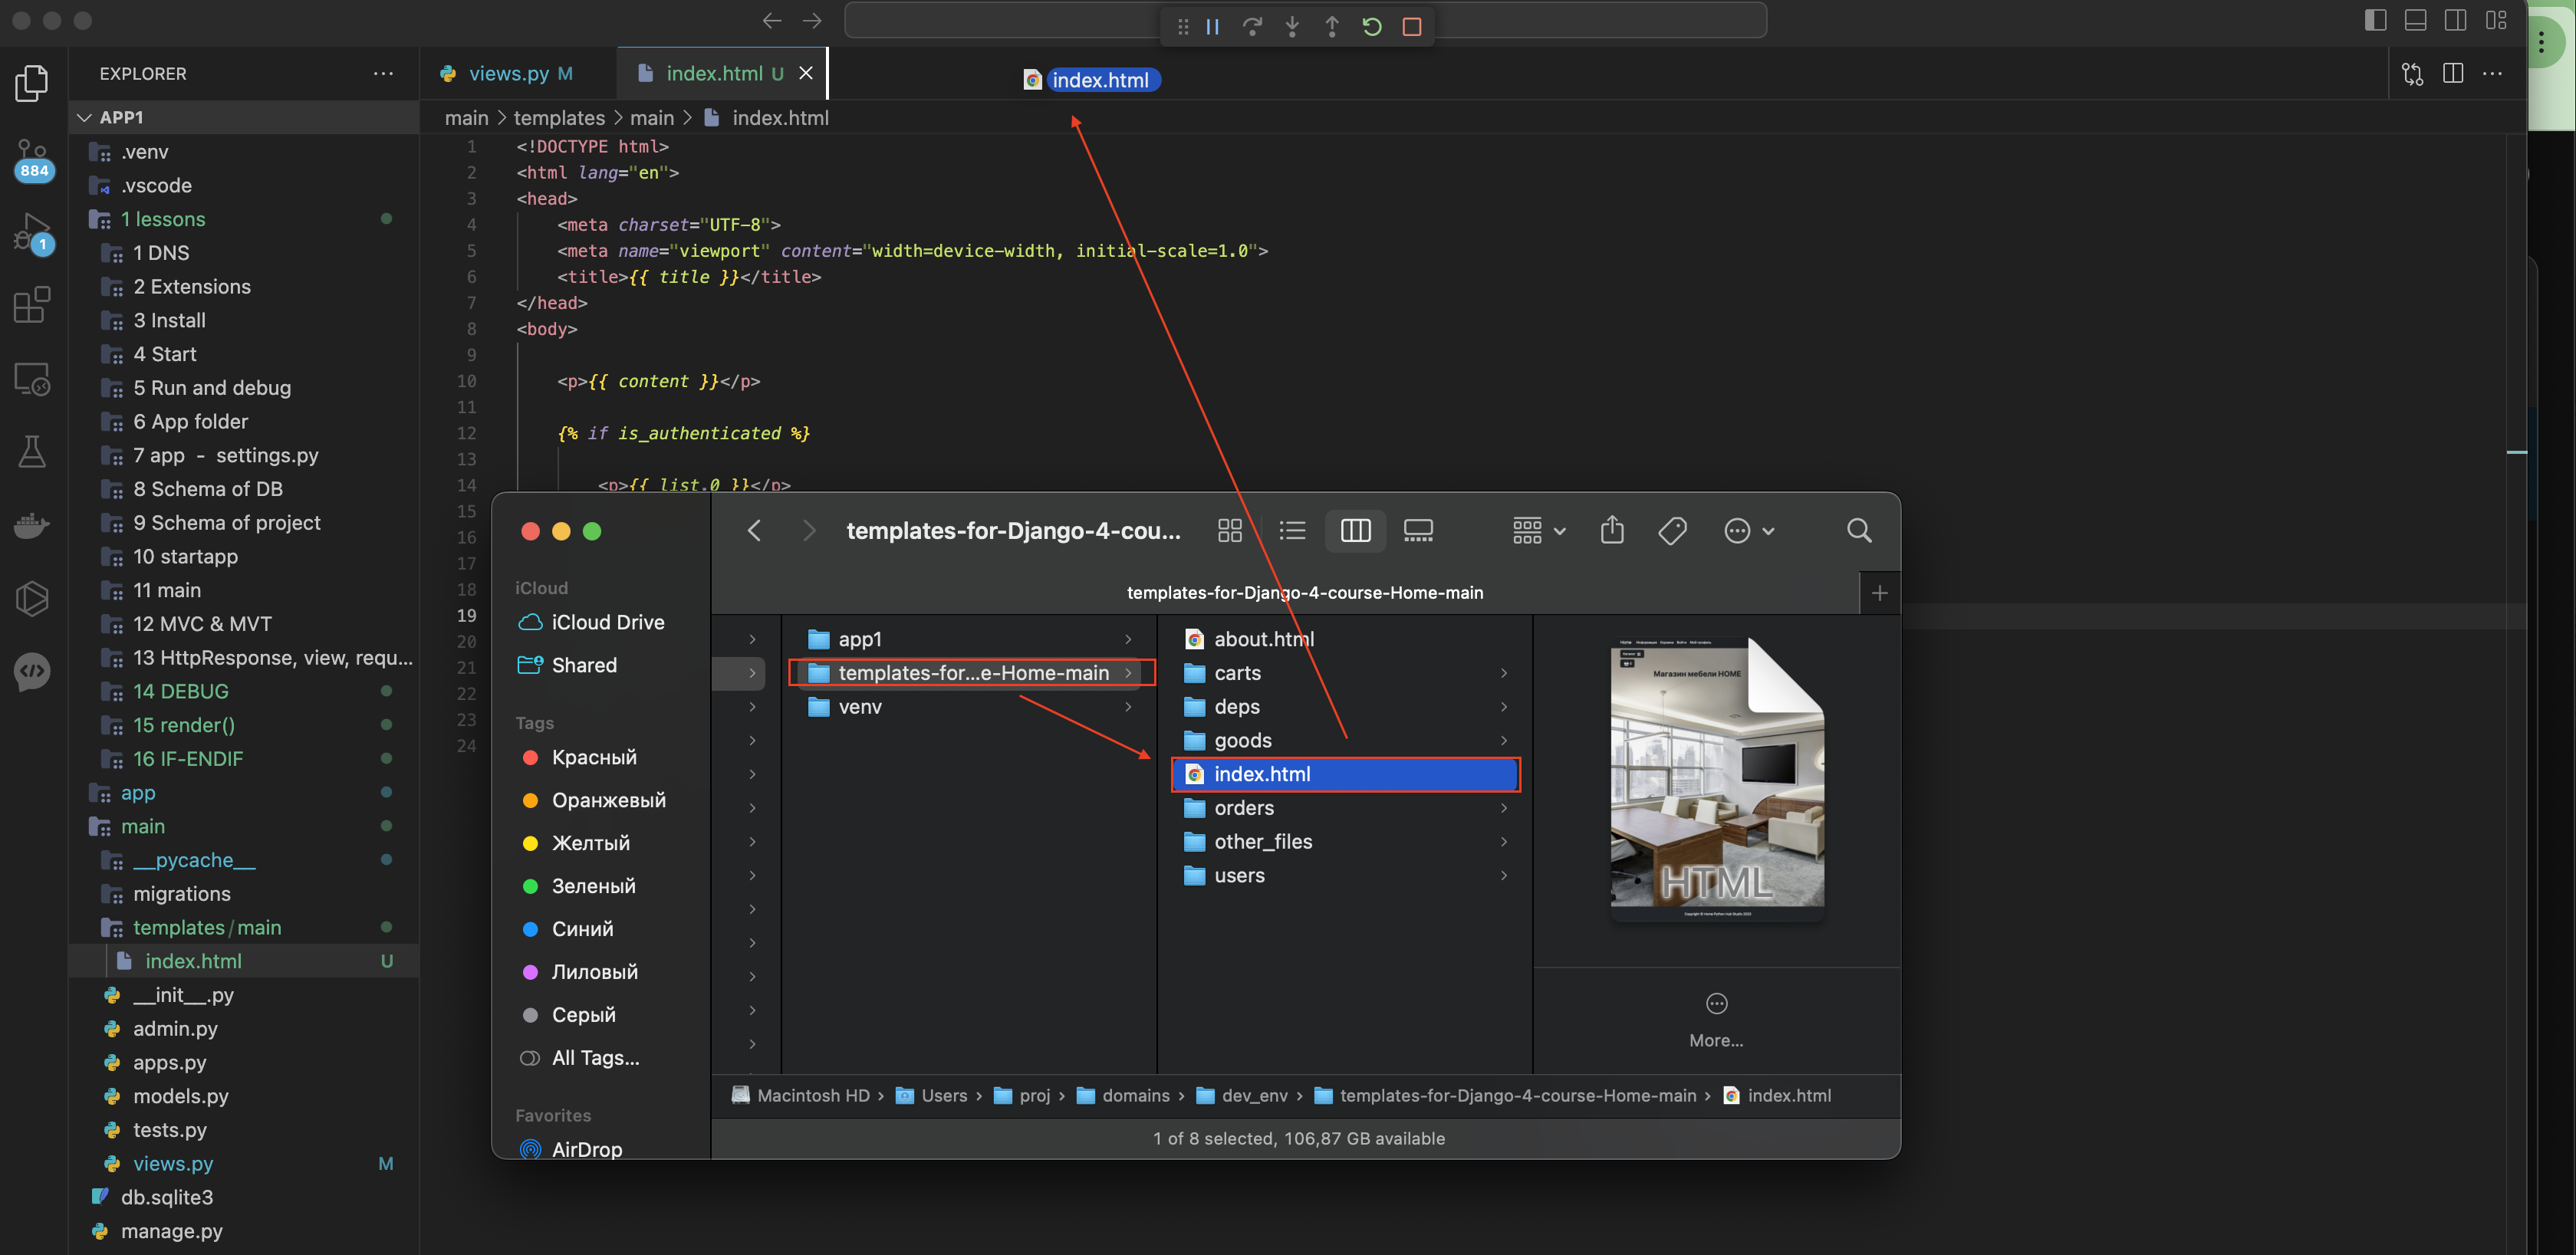 EXPLORER
APP1
884
1
.venv
.vscode
1 lessons
1 DNS
2 Extensions
3 Install
4 Start
5 Run and debug
6 App folder
7 app - settings.py
8 Schema of DB
9 Schema of project
10 startapp
11 main
12 MVC & MVT
13 HttpResponse, view, requ...
14 DEBUG
15 render()
16 IF-ENDIF
app
main
__pycache__
migrations
templates/main
index.html U
__init__.py
admin.py
apps.py
models.py
tests.py
views.py M
db.sqlite3
manage.py
views.py M
index.html U
index.html
main > templates > main > index.html
1 <!DOCTYPE html>
2 <html lang="en">
3 <head>
4 <meta charset="UTF-8">
5 <meta name="viewport" content="width=device-width, initial-scale=1.0">
6 <title>{{ title }}</title>
7 </head>
8 <body>
9
10 <p>{{ content }}</p>
11
12 {% if is_authenticated %}
13
14 <p>{{ list.0 }}</p>
15
16
17
18
19
20
21
22
23
24
templates-for-Django-4-cou...
templates-for-Django-4-course-Home-main
iCloud
iCloud Drive
Shared
Tags
Красный
Оранжевый
Желтый
Зеленый
Синий
Лиловый
Серый
All Tags...
Favorites
AirDrop
app1
templates-for...e-Home-main
venv
about.html
carts
deps
goods
index.html
orders
other_files
users
Магазин мебели HOME
HTML
More...
Macintosh HD › Users › proj › domains › dev_env › templates-for-Django-4-course-Home-main › index.html
1 of 8 selected, 106,87 GB available